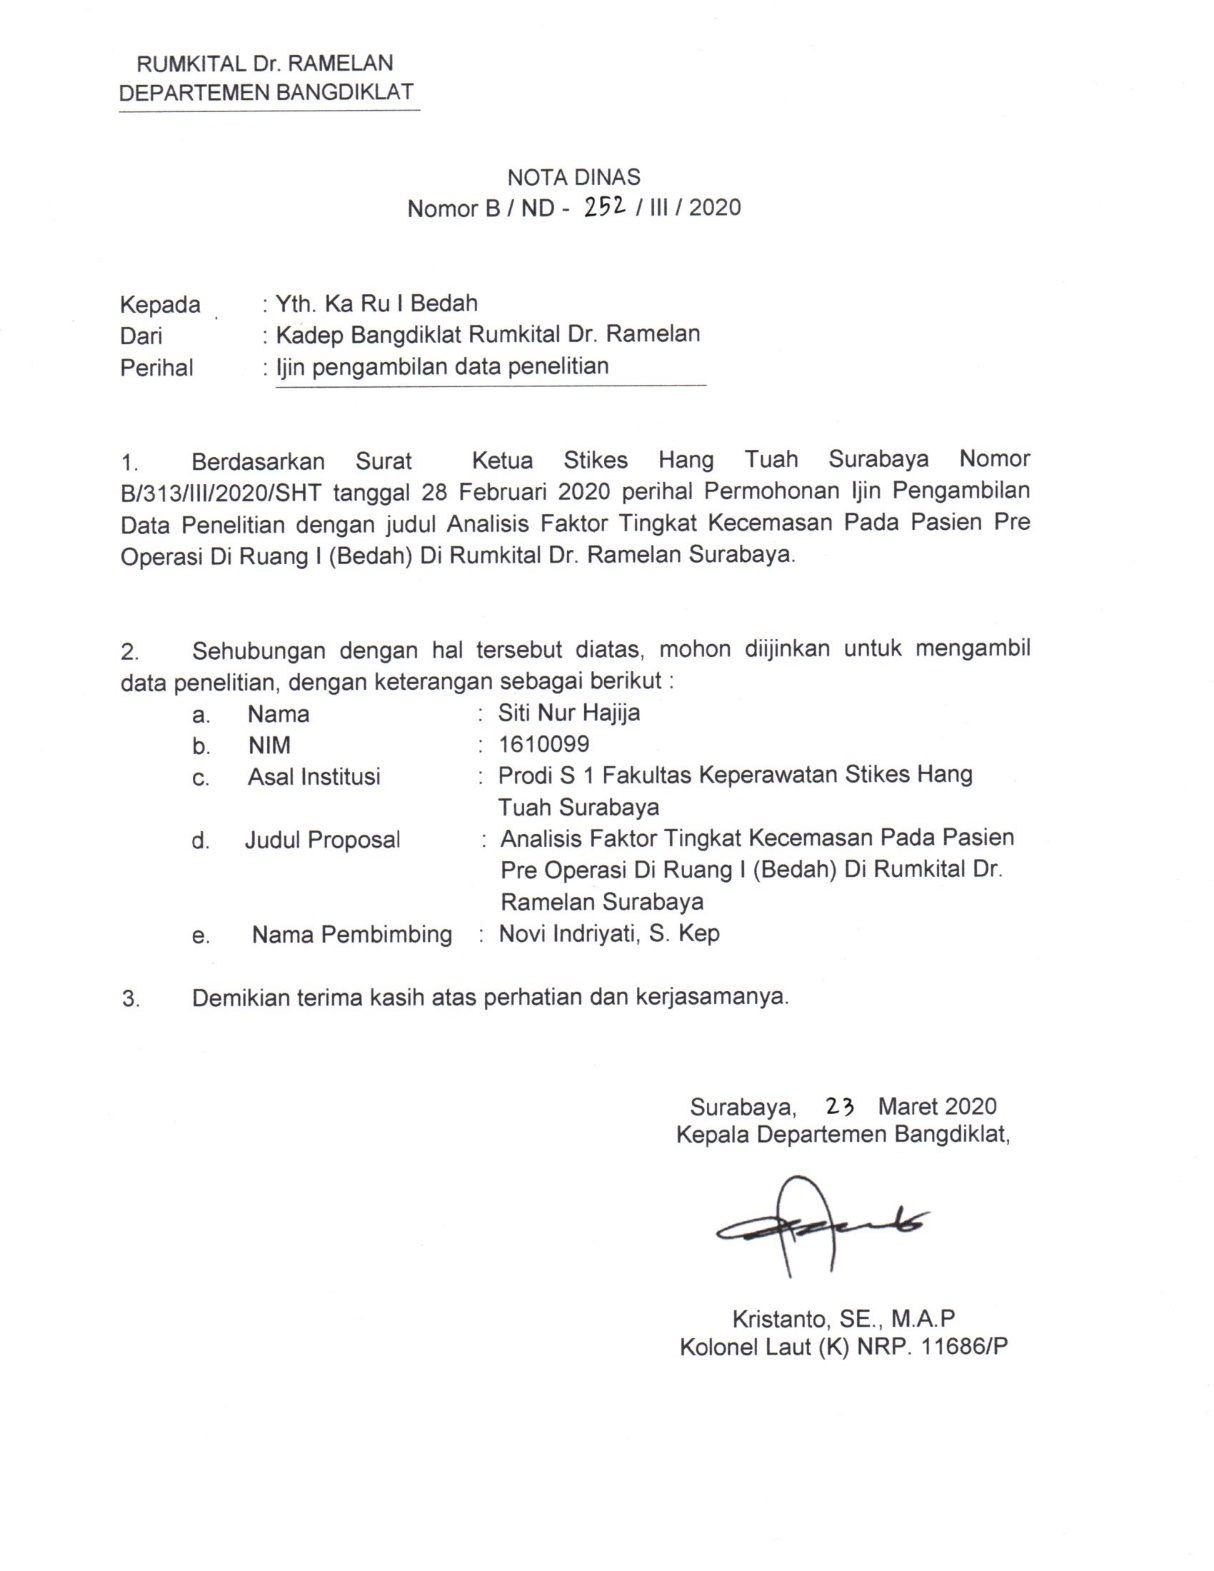 RUMKITAL Dr. RAMELAN
DEPARTEMEN BANGDIKLAT
NOTA DINAS
Nomor B / ND - 252 / III / 2020
Kepada : Yth. Ka Ru I Bedah
Dari : Kadep Bangdiklat Rumkital Dr. Ramelan
Perihal : Ijin pengambilan data penelitian
1. Berdasarkan Surat Ketua Stikes Hang Tuah Surabaya Nomor
B/313/III/2020/SHT tanggal 28 Februari 2020 perihal Permohonan Ijin Pengambilan
Data Penelitian dengan judul Analisis Faktor Tingkat Kecemasan Pada Pasien Pre
Operasi Di Ruang I (Bedah) Di Rumkital Dr. Ramelan Surabaya.
2. Sehubungan dengan hal tersebut diatas, mohon diijinkan untuk mengambil
data penelitian, dengan keterangan sebagai berikut :
a. Nama : Siti Nur Hajija
b. NIM : 1610099
c. Asal Institusi : Prodi S 1 Fakultas Keperawatan Stikes Hang
Tuah Surabaya
d. Judul Proposal : Analisis Faktor Tingkat Kecemasan Pada Pasien
Pre Operasi Di Ruang I (Bedah) Di Rumkital Dr.
Ramelan Surabaya
e. Nama Pembimbing : Novi Indriyati, S. Kep
3. Demikian terima kasih atas perhatian dan kerjasamanya.
Surabaya, 23 Maret 2020
Kepala Departemen Bangdiklat,
Kristanto, SE., M.A.P
Kolonel Laut (K) NRP. 11686/P